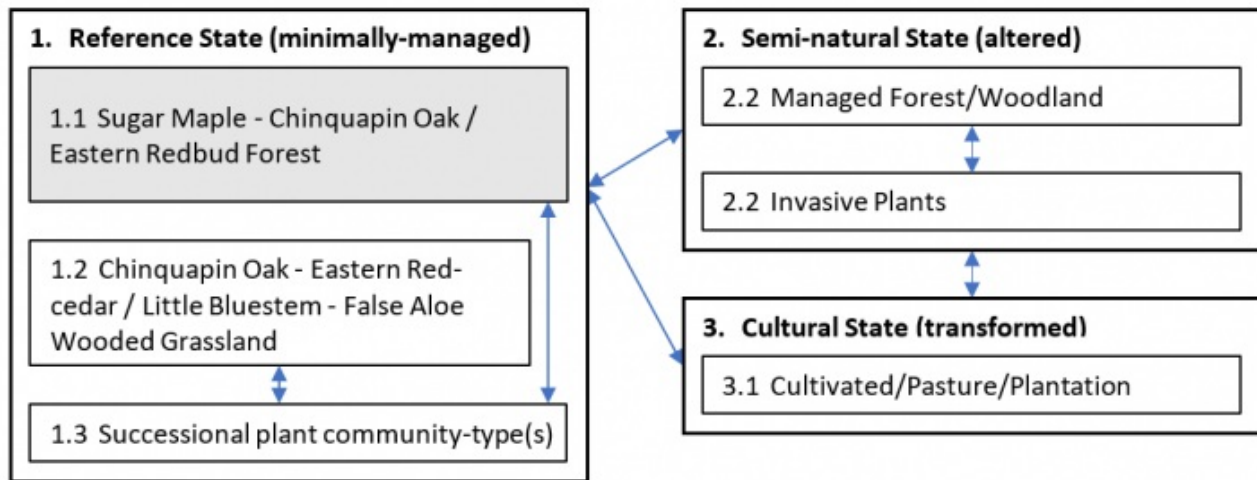 1. Reference State (minimally-managed)
1.1 Sugar Maple - Chinquapin Oak /
Eastern Redbud Forest
1.2 Chinquapin Oak - Eastern Red-
cedar / Little Bluestem - False Aloe
Wooded Grassland
1.3 Successional plant community-type(s)
2. Semi-natural State (altered)
2.2 Managed Forest/Woodland
2.2 Invasive Plants
3. Cultural State (transformed)
3.1 Cultivated/Pasture/Plantation